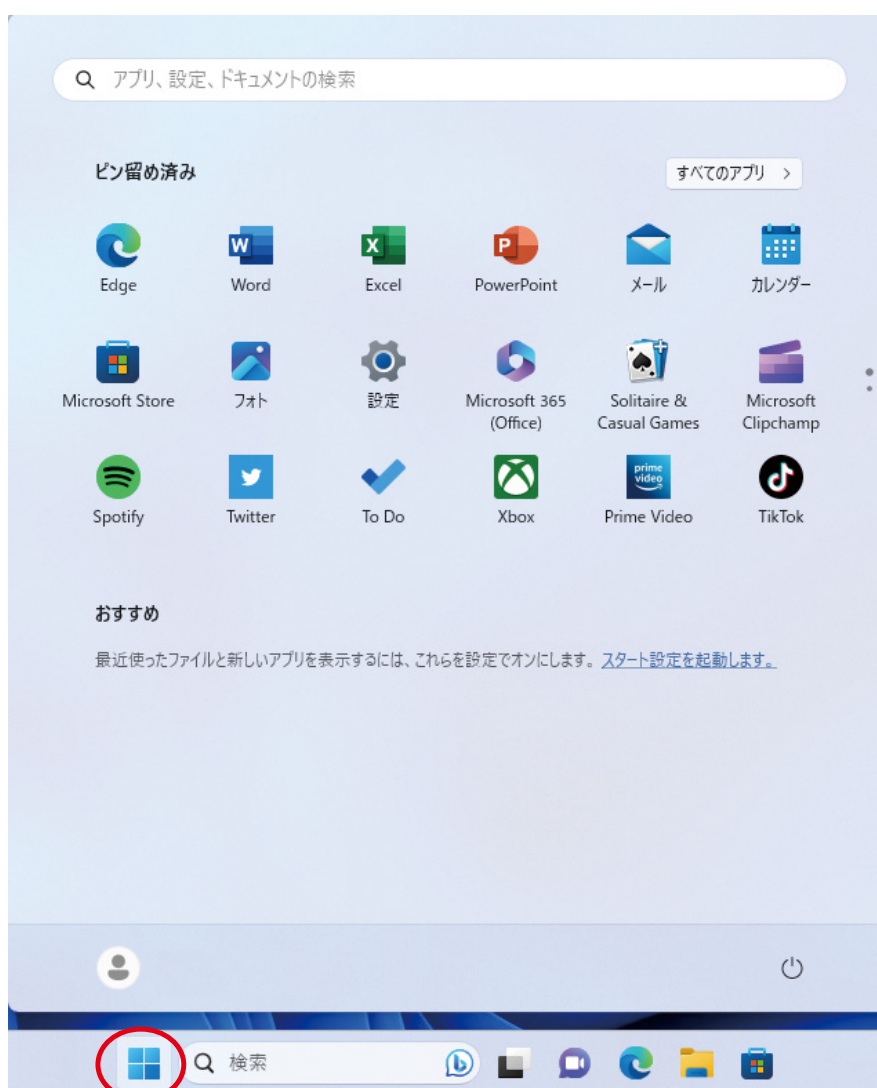 アプリ、設定、ドキュメントの検索
ピン留め済み
すべてのアプリ >
Edge
Word
Excel
PowerPoint
メール
カレンダー
Microsoft Store
フォト
設定
Microsoft 365
(Office)
Solitaire &
Casual Games
Microsoft
Clipchamp
prime
video
Spotify
Twitter
To Do
Xbox
Prime Video
TikTok
おすすめ
最近使ったファイルと新しいアプリを表示するには、これらを設定でオンにします。スタート設定を起動します。
検索